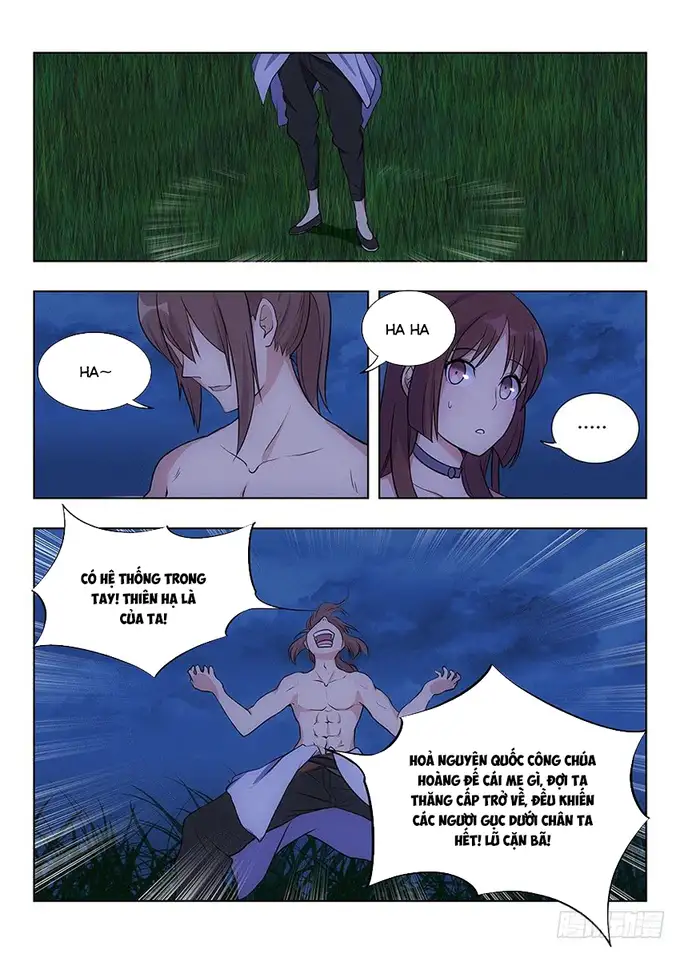 HA~
HA HA
.....
CÓ HỆ THỐNG TRONG
TAY! THIÊN HẠ LÀ
CỦA TA!
HOẢ NGUYÊN QUỐC CÔNG CHÚA
HOÀNG ĐẾ CÁI ME GÌ, ĐỢI TA
THĂNG CẤP TRỞ VỀ, ĐỀU KHIẾN
CÁC NGƯƠI GỤC DƯỚI CHÂN TA
HẾT! LŨ CẶN BÃ!